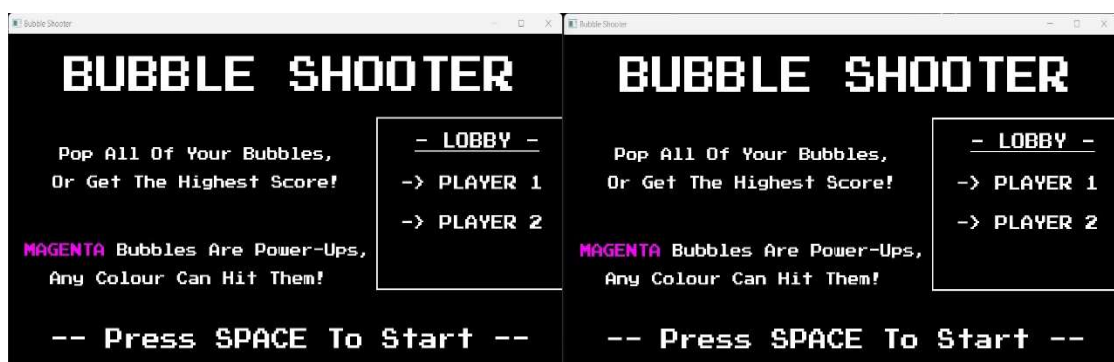 Bubble Shooter
BUBBLE SHOOTER
Pop All Of Your Bubbles,
Or Get The Highest Score!
MAGENTA Bubbles Are Power-Ups,
Any Colour Can Hit Them!
- LOBBY -
-> PLAYER 1
-> PLAYER 2
-- Press SPACE To Start --
Bubble Shooter
BUBBLE SHOOTER
Pop All Of Your Bubbles,
Or Get The Highest Score!
MAGENTA Bubbles Are Power-Ups,
Any Colour Can Hit Them!
- LOBBY -
-> PLAYER 1
-> PLAYER 2
-- Press SPACE To Start --